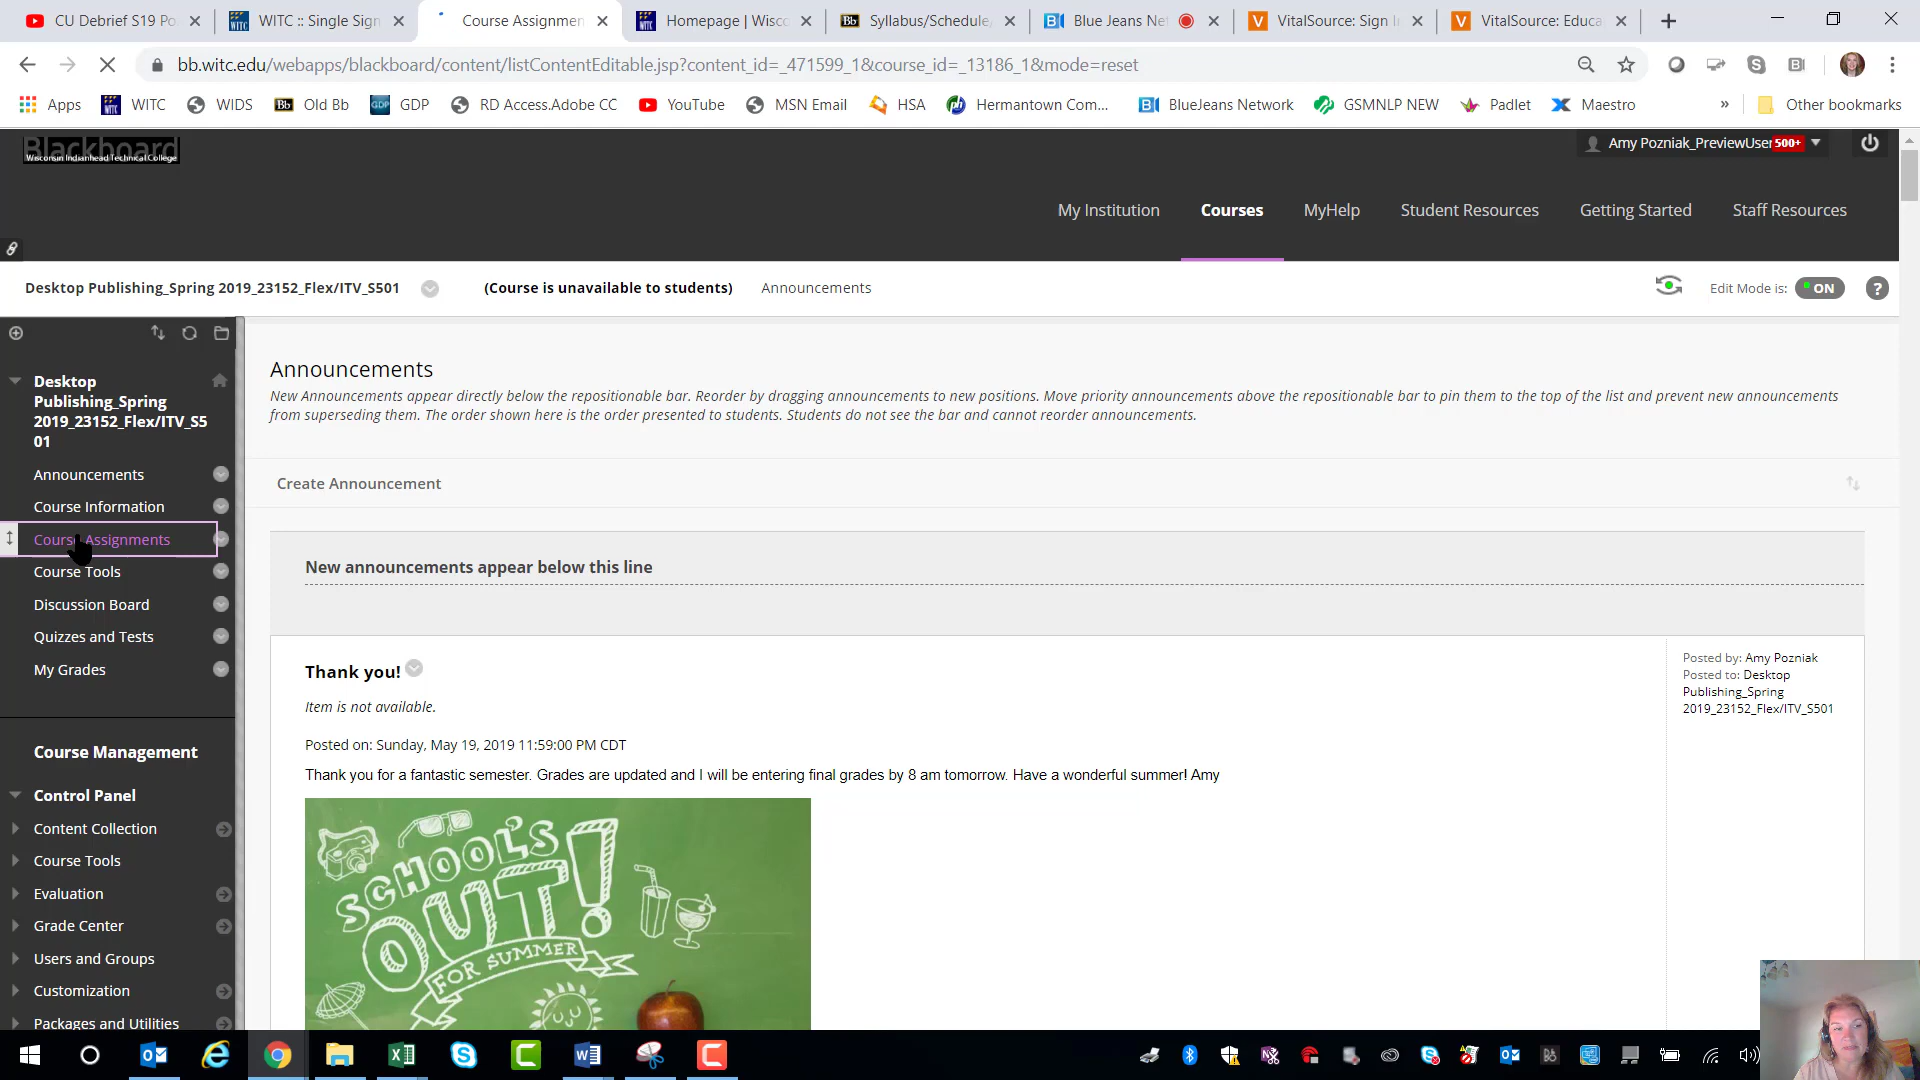 CU Debrief S19 Po
WITC :: Single Sign
Course Assignmen
Homepage | Wisco
Syllabus/Schedule
Blue Jeans Net
VitalSource: Sign I
VitalSource: Educa
bb.witc.edu/webapps/blackboard/content/listContentEditable.jsp?content_id=_471599_1&course_id=_13186_1&mode=reset
Apps
WITC
WIDS
Old Bb
GDP
RD Access.Adobe CC
YouTube
MSN Email
HSA
Hermantown Com...
BlueJeans Network
GSMNLP NEW
Padlet
Maestro
»
Other bookmarks
Blackboard
Wisconsin Indianhead Technical College
Amy Pozniak_PreviewUser 500+
My Institution
Courses
MyHelp
Student Resources
Getting Started
Staff Resources
Desktop Publishing_Spring 2019_23152_Flex/ITV_S501
(Course is unavailable to students)
Announcements
Edit Mode is: ON
?
Desktop
Publishing_Spring
2019_23152_Flex/ITV_S5
01
Announcements
Course Information
Course Assignments
Course Tools
Discussion Board
Quizzes and Tests
My Grades
Course Management
Control Panel
Content Collection
Course Tools
Evaluation
Grade Center
Users and Groups
Customization
Packages and Utilities
Announcements
New Announcements appear directly below the repositionable bar. Reorder by dragging announcements to new positions. Move priority announcements above the repositionable bar to pin them to the top of the list and prevent new announcements
from superseding them. The order shown here is the order presented to students. Students do not see the bar and cannot reorder announcements.
Create Announcement
New announcements appear below this line
Thank you!
Item is not available.
Posted on: Sunday, May 19, 2019 11:59:00 PM CDT
Thank you for a fantastic semester. Grades are updated and I will be entering final grades by 8 am tomorrow. Have a wonderful summer! Amy
SCHOOL'S
OUT!
FOR SUMMER
Posted by: Amy Pozniak
Posted to: Desktop
Publishing_Spring
2019_23152_Flex/ITV_S501